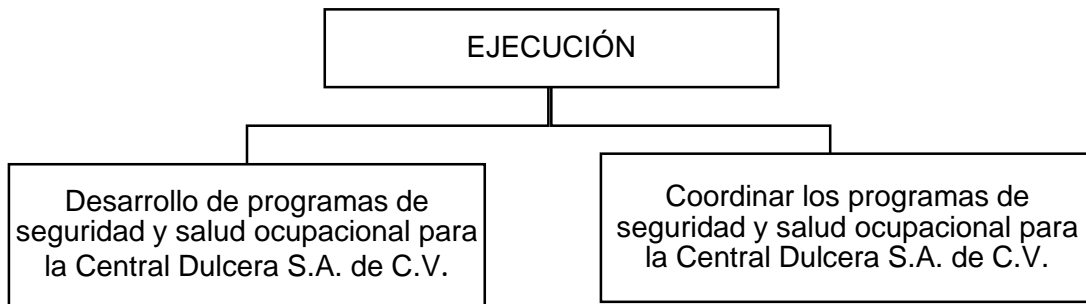 EJECUCIÓN
Desarrollo de programas de
seguridad y salud ocupacional para
la Central Dulcera S.A. de C.V.
Coordinar los programas de
seguridad y salud ocupacional para
la Central Dulcera S.A. de C.V.